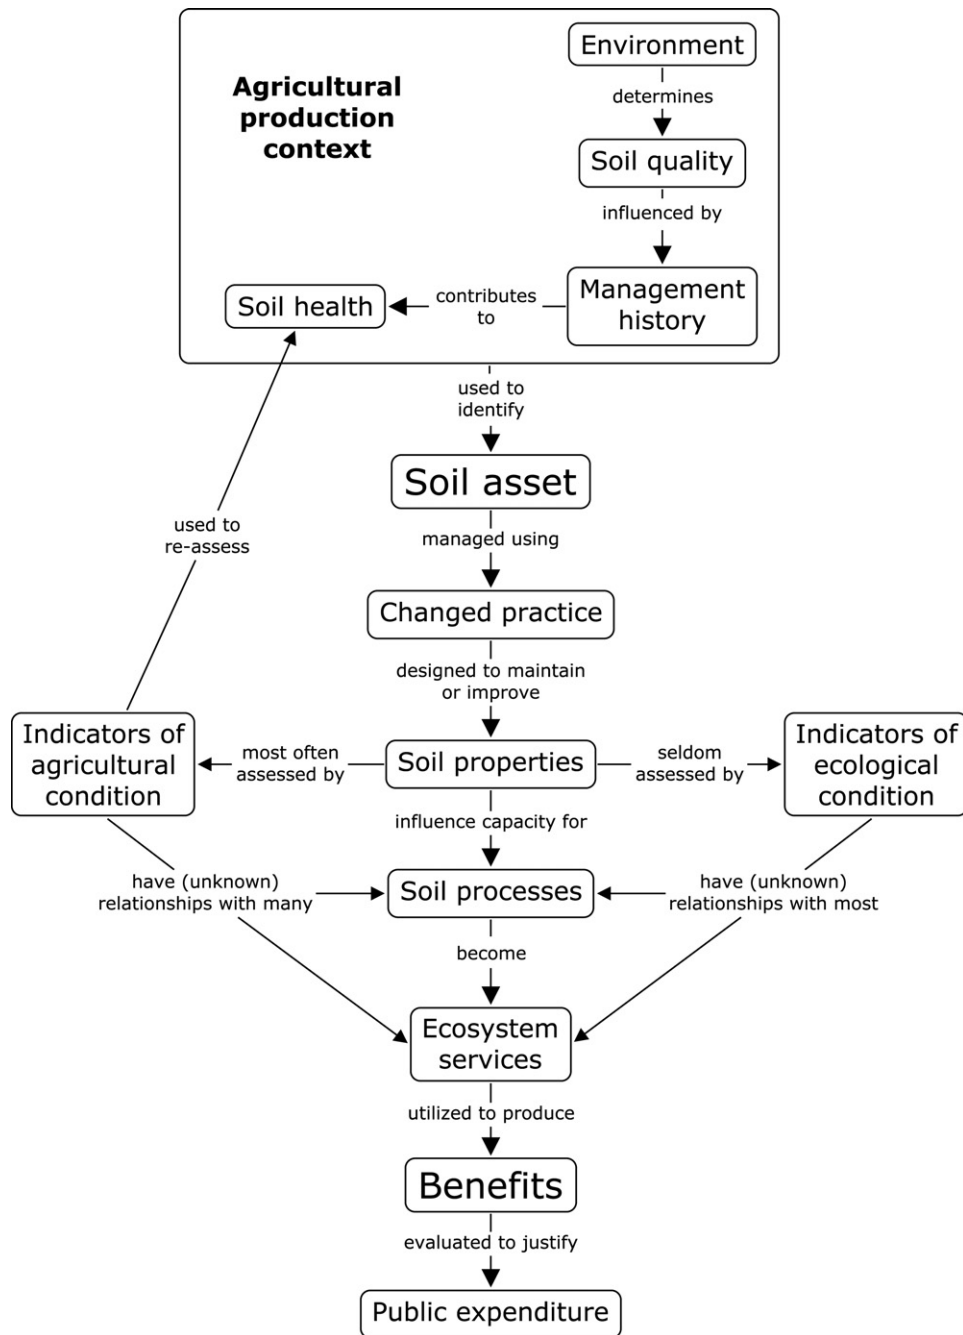 Environment
Agricultural
production
context
determines
Soil quality
influenced by
Management
history
contributes
to
Soil health
used to
identify
Soil asset
used to
re-assess
managed using
Changed practice
designed to maintain
or improve
Indicators of
agricultural
condition
most often
assessed by
Soil properties
seldom
assessed by
Indicators of
ecological
condition
influence capacity for
have (unknown)
relationships with many
Soil processes
have (unknown)
relationships with most
become
Ecosystem
services
utilized to produce
Benefits
evaluated to justify
Public expenditure